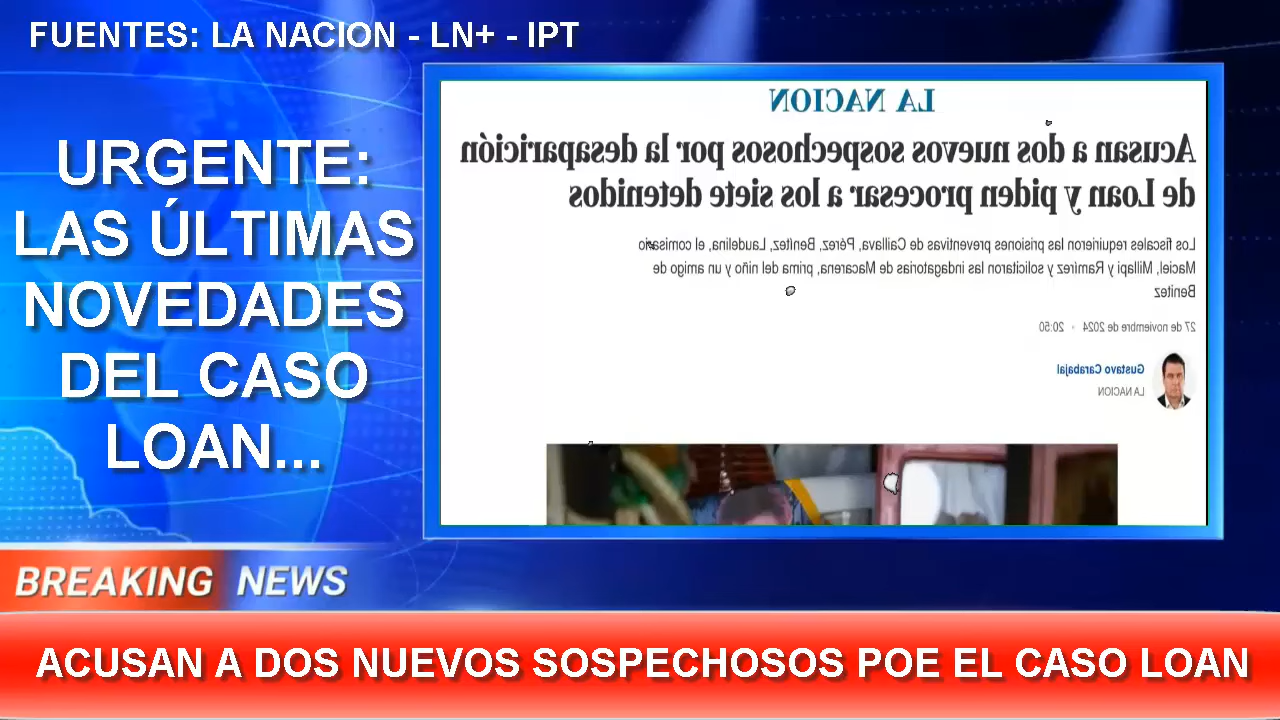 FUENTES: LA NACION - LN+ - IPT
URGENTE:
LAS ÚLTIMAS
NOVEDADES
DEL CASO
LOAN...
LA NACION
Acusan a dos nuevos sospechosos por la desaparición
de Loan y piden procesar a los siete detenidos
Los fiscales requirieron las prisiones preventivas de Caillava, Pérez, Benítez, Laudelina, el comisario
Maciel, Millapi y Ramírez y solicitaron las indagatorias de Macarena, prima del niño y un amigo de
Benítez
27 de noviembre de 2024 • 20:50
Gustavo Carabajal
LA NACION
BREAKING NEWS
ACUSAN A DOS NUEVOS SOSPECHOSOS POE EL CASO LOAN